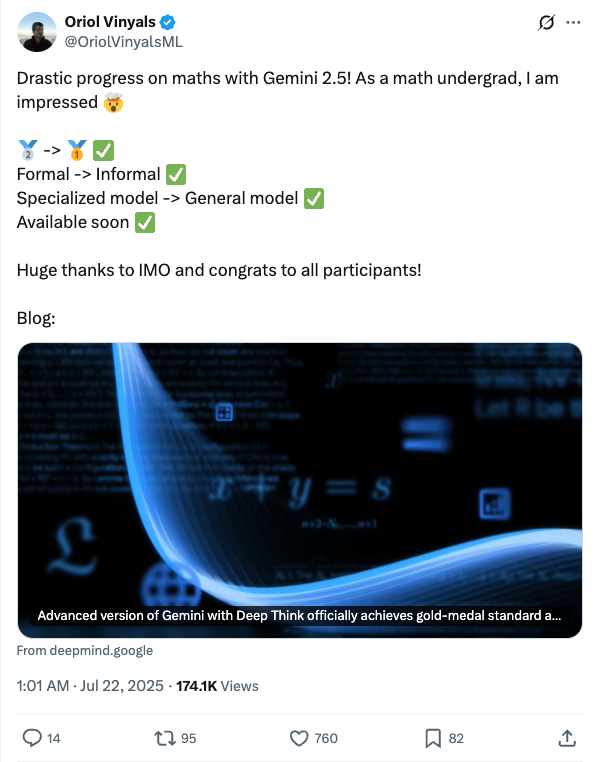 Oriol Vinyals
@OriolVinyalsML
Drastic progress on maths with Gemini 2.5! As a math undergrad, I am
impressed 🤯
🥈 -> 🥇 ✅
Formal -> Informal ✅
Specialized model -> General model ✅
Available soon ✅
Huge thanks to IMO and congrats to all participants!
Blog:
x
Let R be
x + y = s
ℒ
Advanced version of Gemini with Deep Think officially achieves gold-medal standard a...
From deepmind.google
1:01 AM · Jul 22, 2025 · 174.1K Views
14 95 760 82